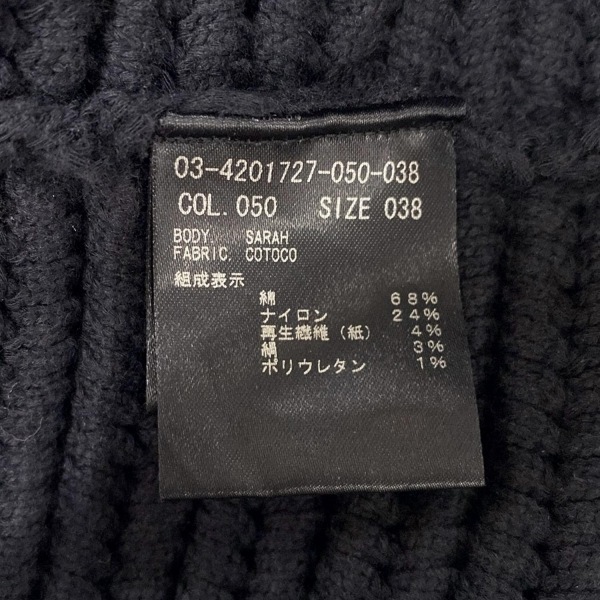 03-4201727-050-038
COL. 050 SIZE 038
BODY. SARAH
FABRIC. COTOCO
組成表示
綿 68%
ナイロン 24%
再生繊維(紙) 4%
絹 3%
ポリウレタン 1%